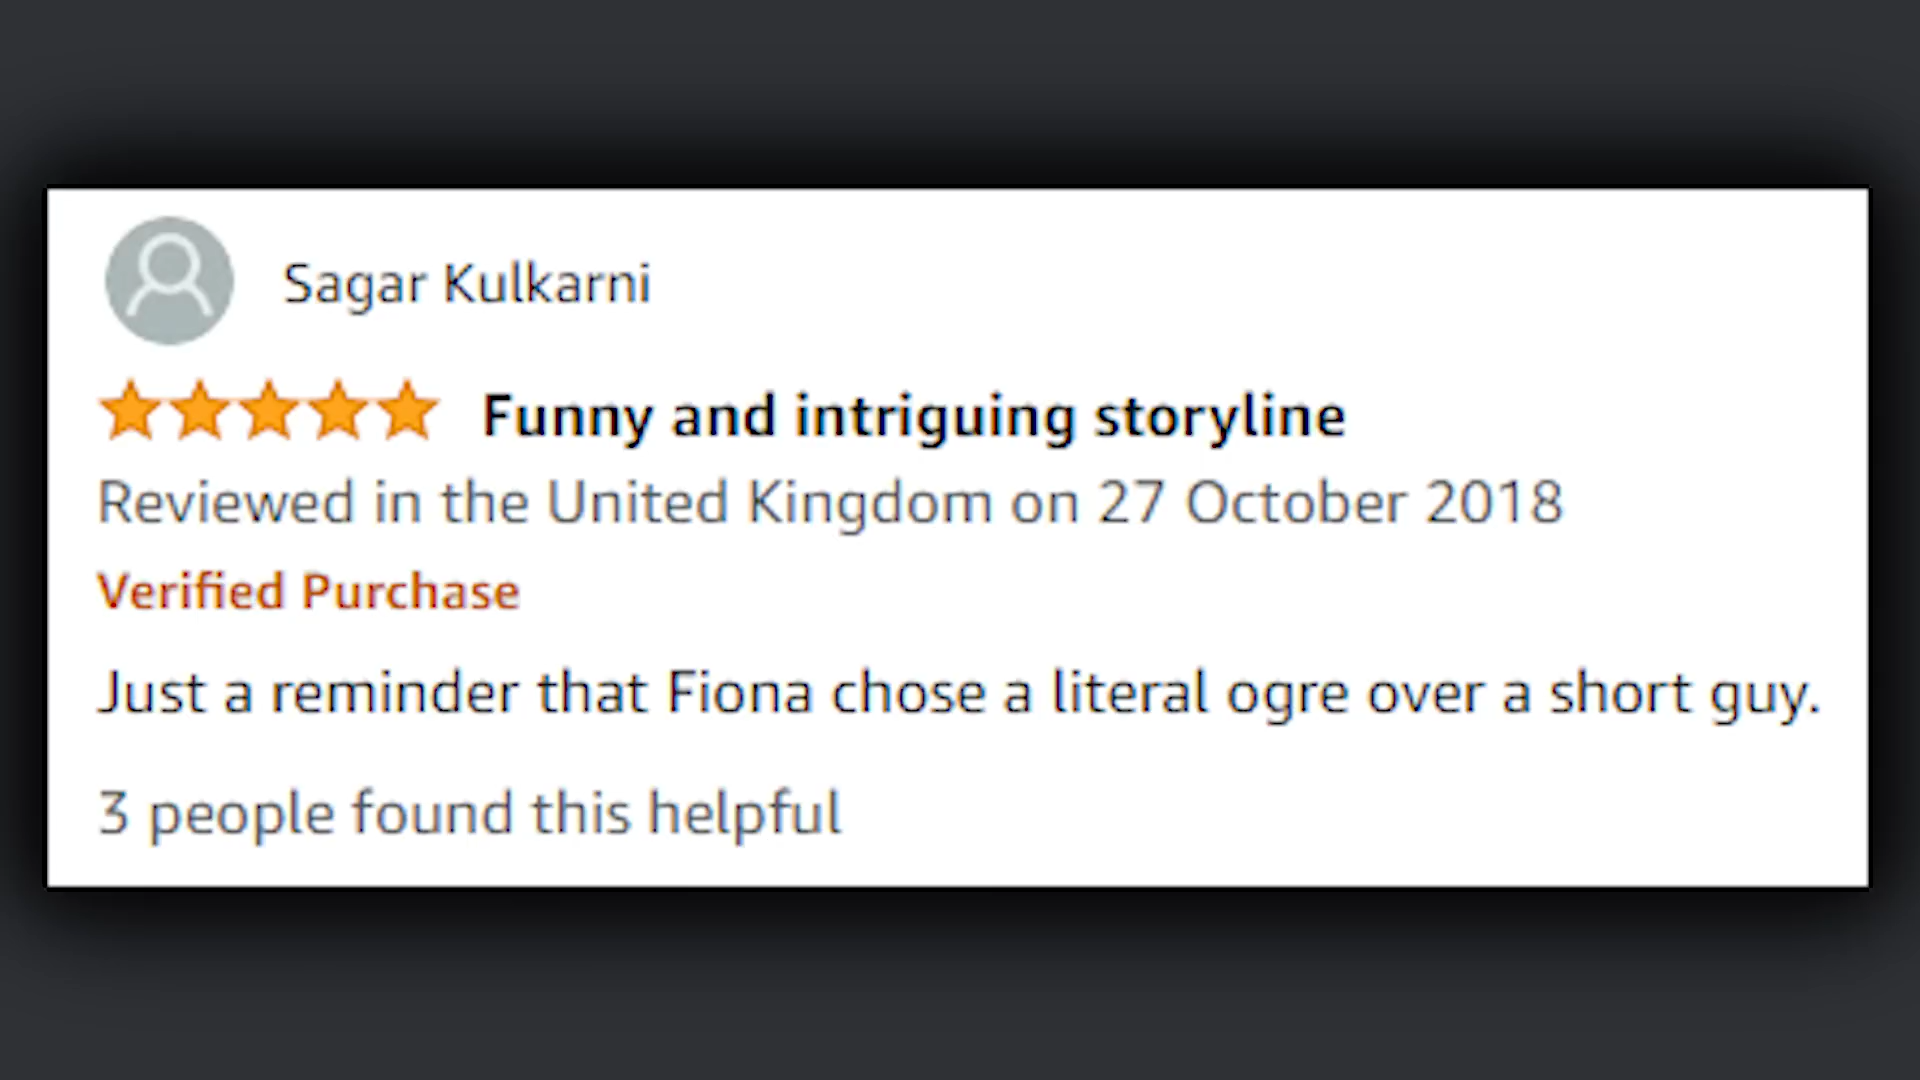 Sagar Kulkarni
Funny and intriguing storyline
Reviewed in the United Kingdom on 27 October 2018
Verified Purchase
Just a reminder that Fiona chose a literal ogre over a short guy.
3 people found this helpful